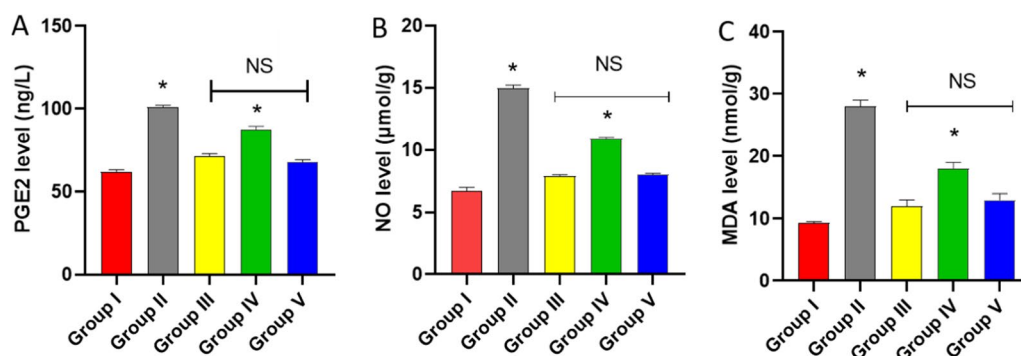 A
PGE2 level (ng/L)
150
100
50
0
*
NS
*
Group I
Group II
Group III
Group IV
Group V
B
NO level (μmol/g)
20
15
10
5
0
*
NS
*
Group I
Group II
Group III
Group IV
Group V
C
MDA level (nmol/g)
40
30
20
10
0
*
NS
*
Group I
Group II
Group III
Group IV
Group V